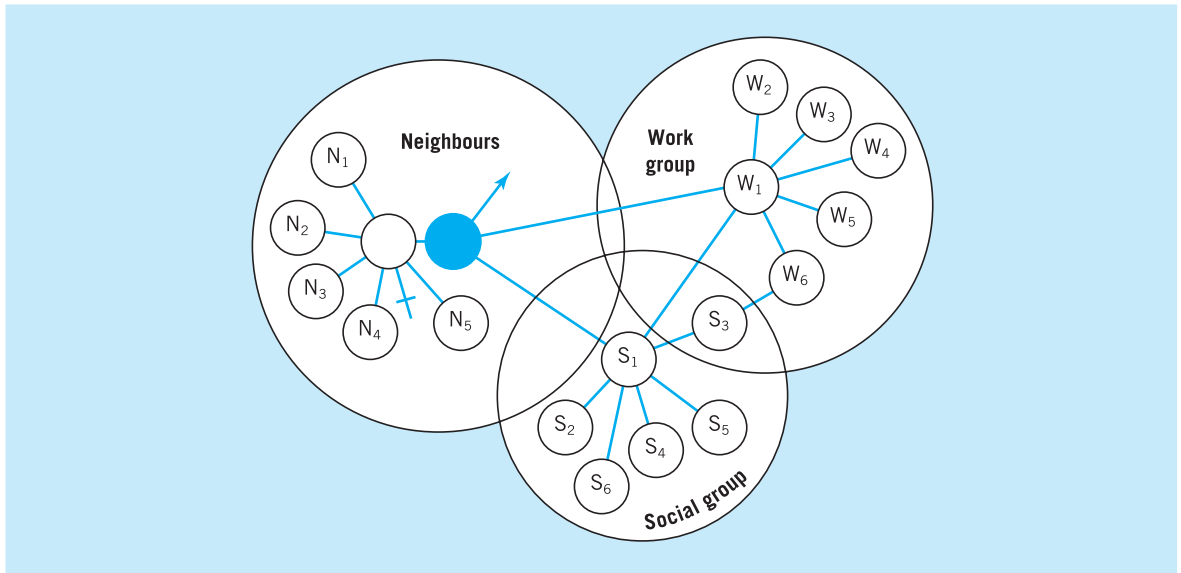 Neighbours
N₁
N₂
N₃
N₄
N₅
Work
group
W₁
W₂
W₃
W₄
W₅
W₆
S₁
S₂
S₃
S₄
S₅
S₆
Social group